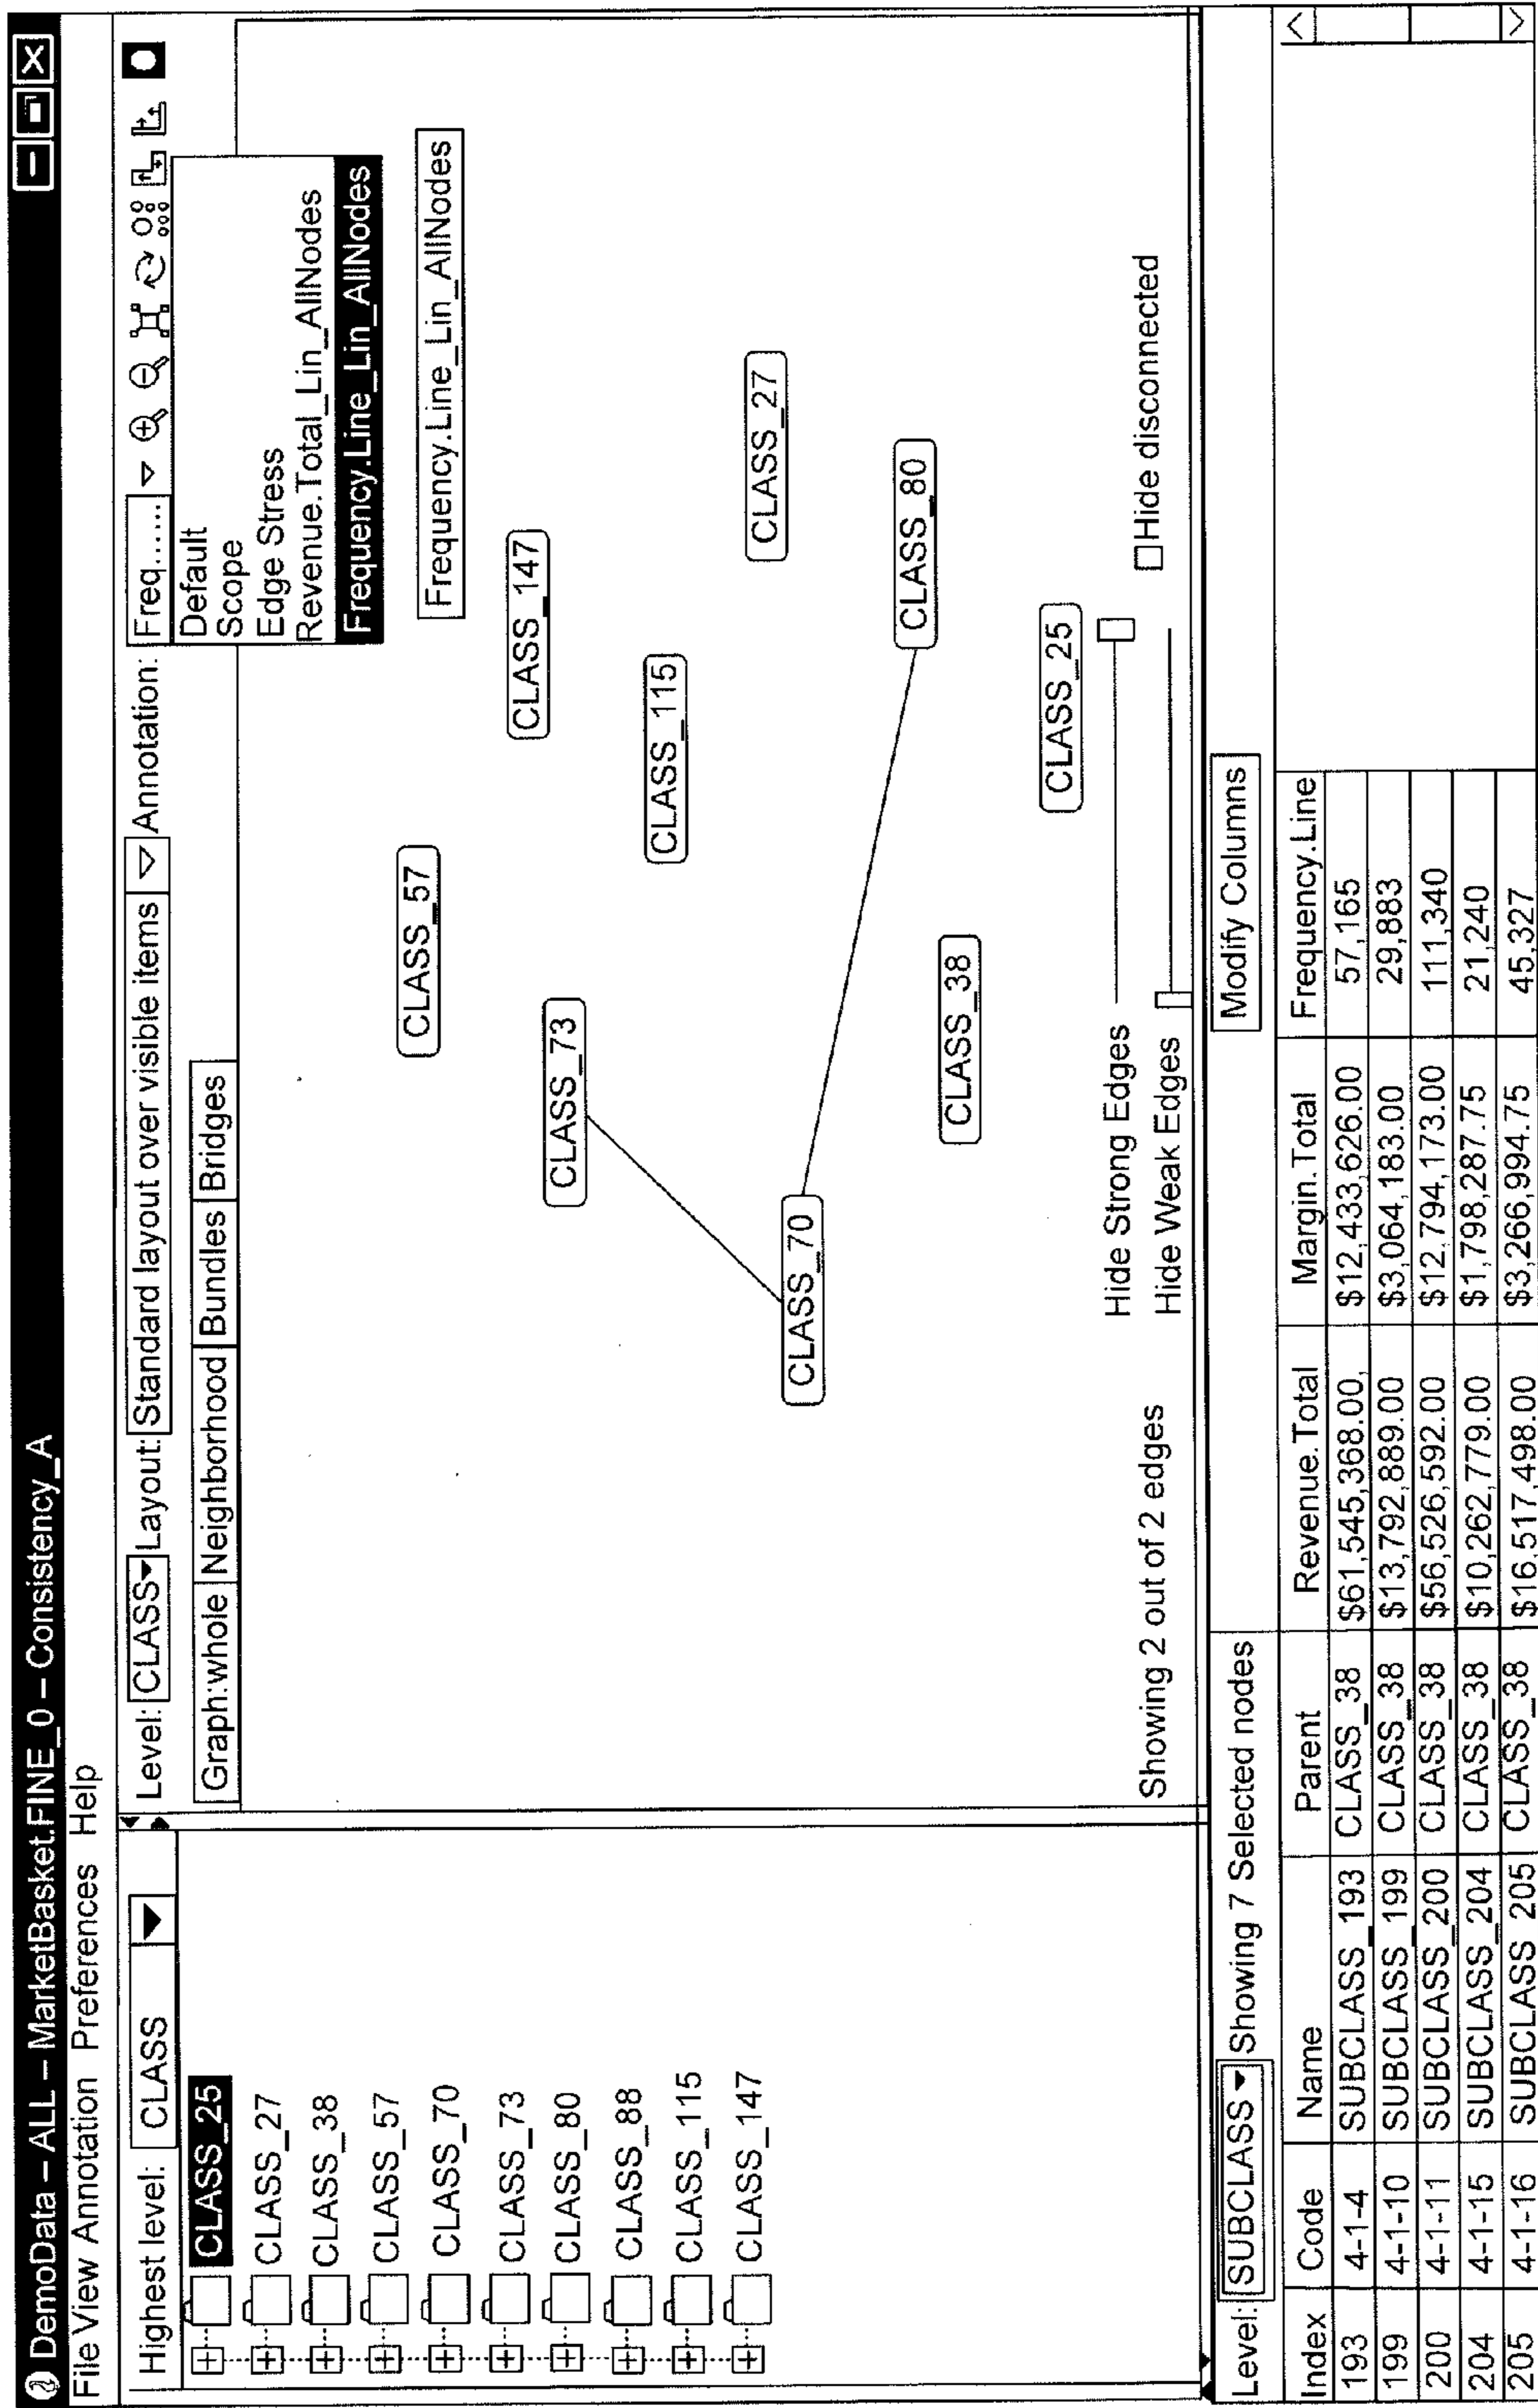 DemoData – ALL – MarketBasket.FINE_0 – Consistency_A
File View Annotation Preferences Help
Highest level: CLASS
CLASS_25
CLASS_27
CLASS_38
CLASS_57
CLASS_70
CLASS_73
CLASS_80
CLASS_88
CLASS_115
CLASS_147
Level: CLASS Layout: Standard layout over visible items Annotation: Freq......
Default
Scope
Edge Stress
Revenue.Total_Lin_AllNodes
Frequency.Line_Lin_AllNodes
Graph:whole Neighborhood Bundles Bridges
Frequency.Line_Lin_AllNodes
CLASS_57
CLASS_147
CLASS_73
CLASS_115
CLASS_27
CLASS_70
CLASS_80
CLASS_38
CLASS_25
Hide Strong Edges
Showing 2 out of 2 edges Hide disconnected
Hide Weak Edges
Level: SUBCLASS Showing 7 Selected nodes Modify Columns
Index Code Name Parent Revenue.Total Margin.Total Frequency.Line
193 4-1-4 SUBCLASS_193 CLASS_38 $61,545,368.00, $12,433,626.00 57,165
199 4-1-10 SUBCLASS_199 CLASS_38 $13,792,889.00 $3,064,183.00 29,883
200 4-1-11 SUBCLASS_200 CLASS_38 $56,526,592.00 $12,794,173.00 111,340
204 4-1-15 SUBCLASS_204 CLASS_38 $10,262,779.00 $1,798,287.75 21,240
205 4-1-16 SUBCLASS_205 CLASS_38 $16,517,498.00 $3,266,994.75 45,327